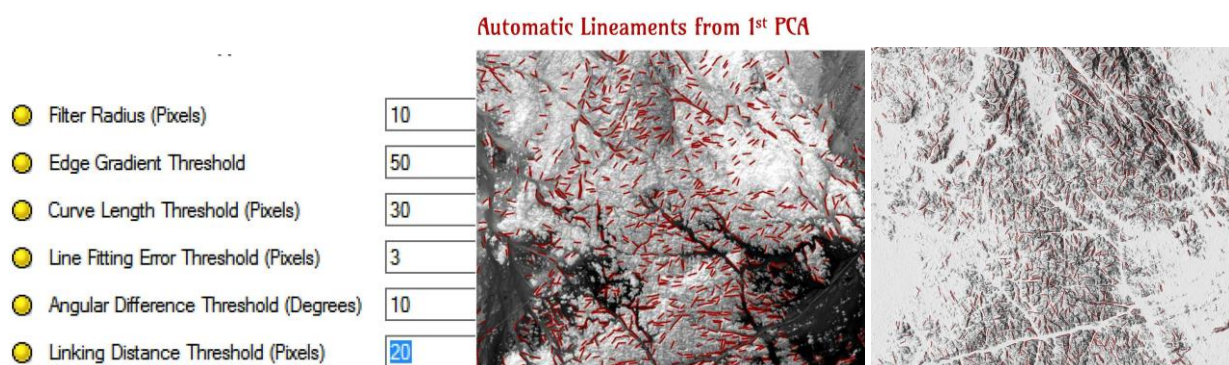 Automatic Lineaments from 1st PCA
Filter Radius (Pixels) 10
Edge Gradient Threshold 50
Curve Length Threshold (Pixels) 30
Line Fitting Error Threshold (Pixels) 3
Angular Difference Threshold (Degrees) 10
Linking Distance Threshold (Pixels) 20